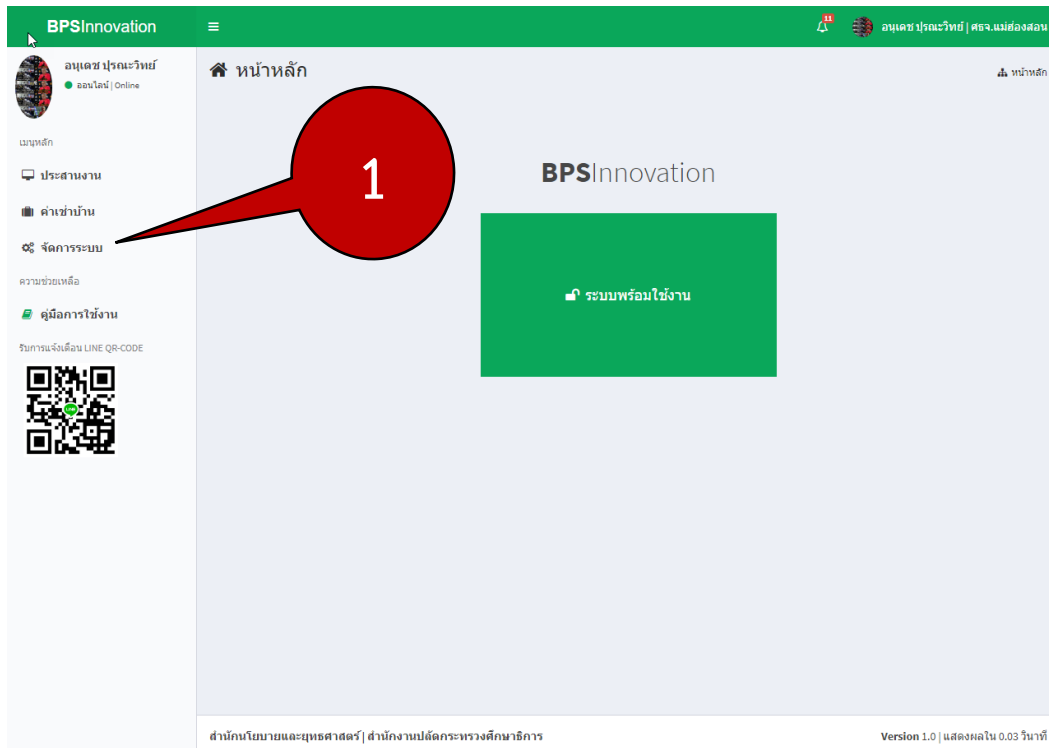 BPSInnovation
11
อนุเดช ปุรณะวิทย์ | ศธจ.แม่ฮ่องสอน
อนุเดช ปุรณะวิทย์
ออนไลน์ | Online
หน้าหลัก
หน้าหลัก
เมนูหลัก
ประสานงาน
ค่าเช่าบ้าน
จัดการระบบ
ความช่วยเหลือ
คู่มือการใช้งาน
รับการแจ้งเตือน LINE QR-CODE
LINE
1
BPSInnovation
ระบบพร้อมใช้งาน
สำนักนโยบายและยุทธศาสตร์ | สำนักงานปลัดกระทรวงศึกษาธิการ
Version 1.0 | แสดงผลใน 0.03 วินาที